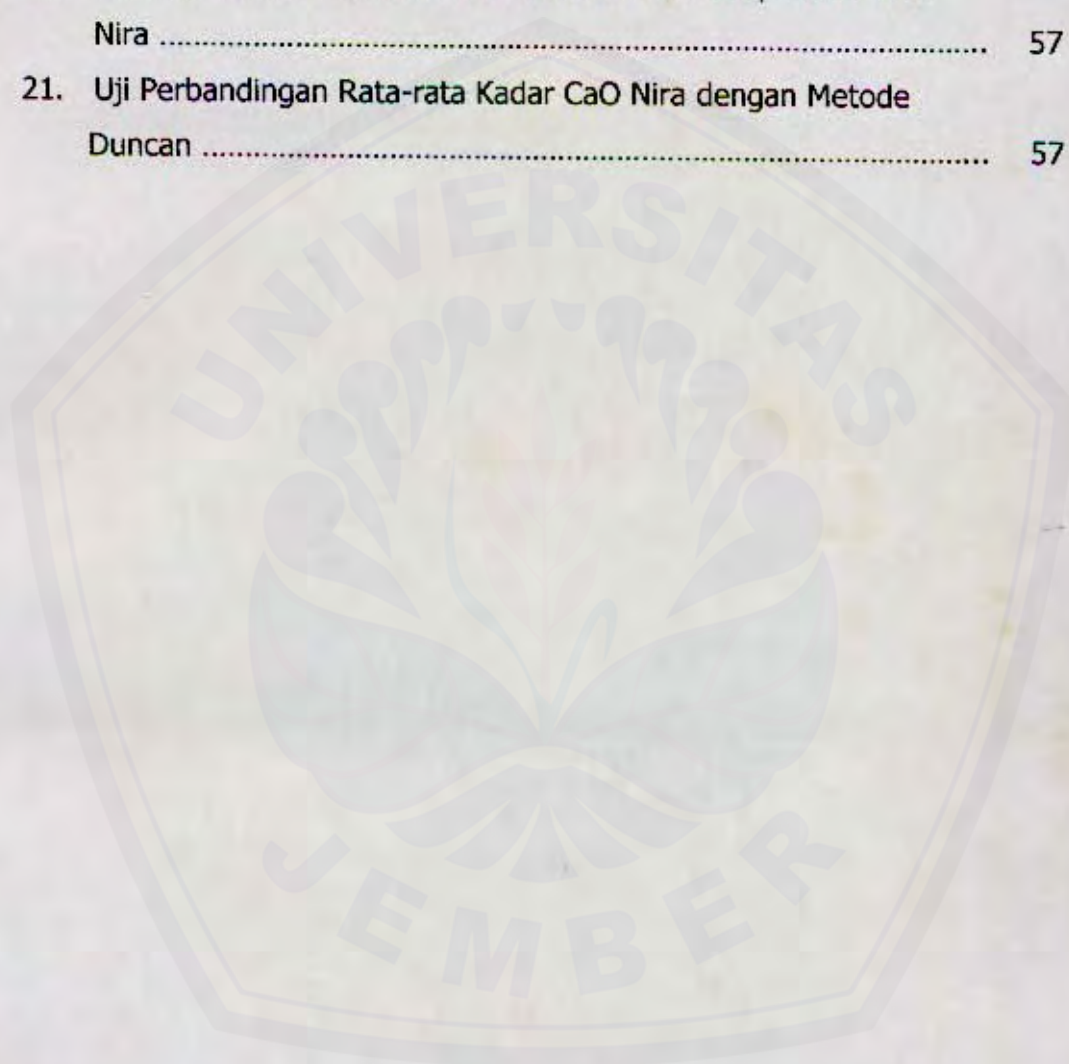 Nira ........................................................................................ 57
21. Uji Perbandingan Rata-rata Kadar CaO Nira dengan Metode
Duncan .................................................................................... 57
UNIVERSITAS
JEMBER